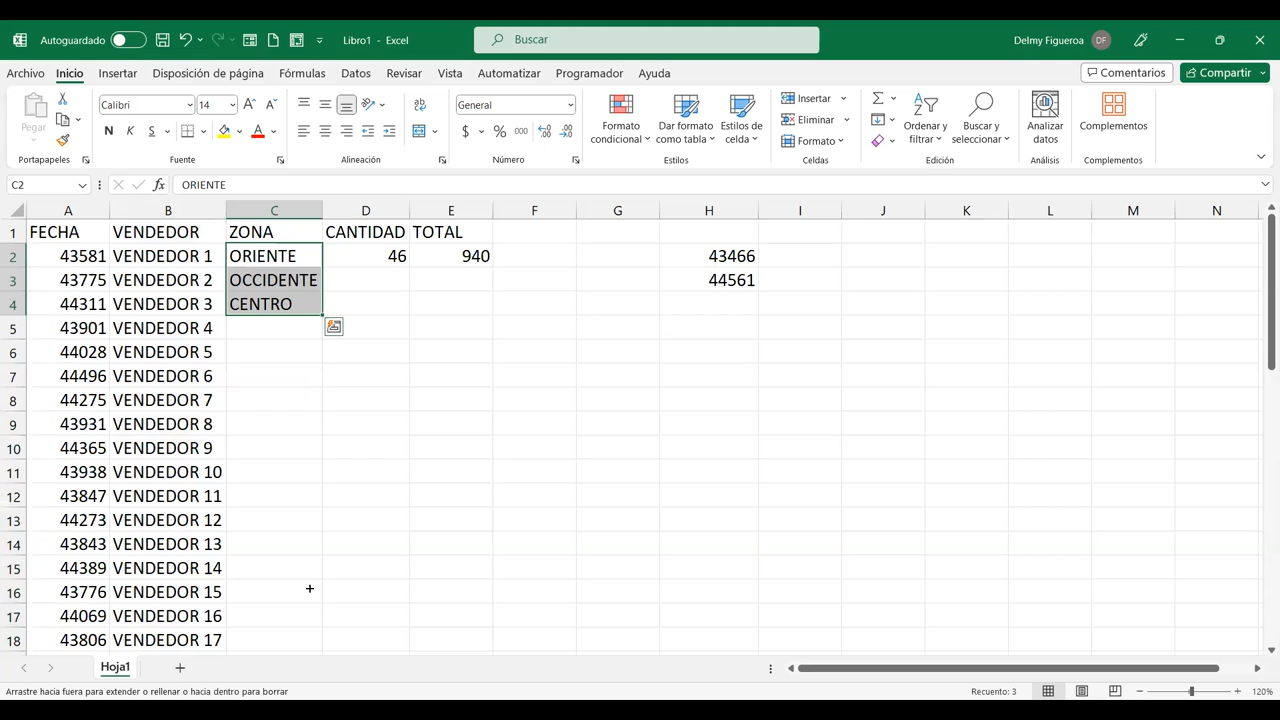 Autoguardado
Libro1 - Excel
Buscar
Delmy Figueroa
DF
Archivo Inicio Insertar Disposición de página Fórmulas Datos Revisar Vista Automatizar Programador Ayuda
Comentarios
Compartir
Pegar
Portapapeles
Calibri
14
N K S
Fuente
Alineación
General
$ % 000
Número
Formato condicional
Dar formato como tabla
Estilos de celda
Estilos
Insertar
Eliminar
Formato
Celdas
Ordenar y filtrar
Buscar y seleccionar
Edición
Analizar datos
Análisis
Complementos
Complementos
C2
fx
ORIENTE
A B C D E F G H I J K L M N
1 FECHA VENDEDOR ZONA CANTIDAD TOTAL
2 43581 VENDEDOR 1 ORIENTE 46 940 43466
3 43775 VENDEDOR 2 OCCIDENTE 44561
4 44311 VENDEDOR 3 CENTRO
5 43901 VENDEDOR 4
6 44028 VENDEDOR 5
7 44496 VENDEDOR 6
8 44275 VENDEDOR 7
9 43931 VENDEDOR 8
10 44365 VENDEDOR 9
11 43938 VENDEDOR 10
12 43847 VENDEDOR 11
13 44273 VENDEDOR 12
14 43843 VENDEDOR 13
15 44389 VENDEDOR 14
16 43776 VENDEDOR 15
17 44069 VENDEDOR 16
18 43806 VENDEDOR 17
Hoja1
Arrastre hacia fuera para extender o rellenar o hacia dentro para borrar
Recuento: 3
120%